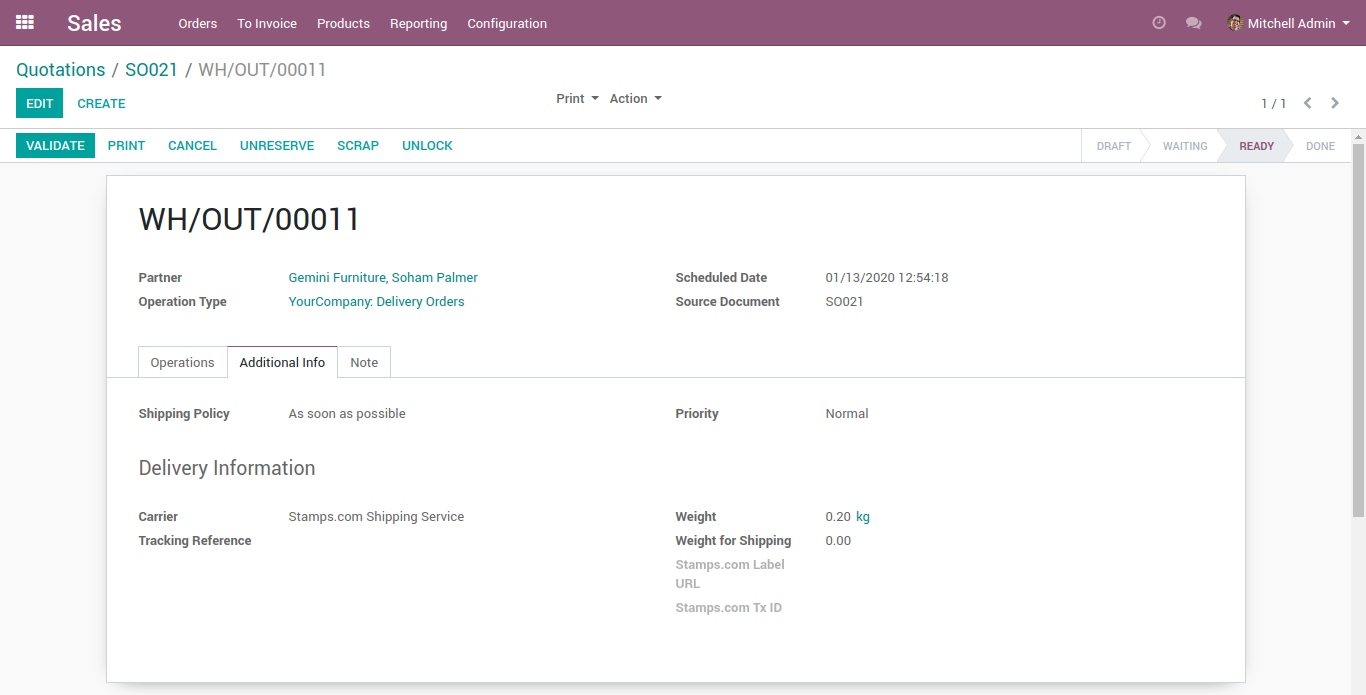 Sales Orders To Invoice Products Reporting Configuration Mitchell Admin
Quotations / SO021 / WH/OUT/00011
EDIT CREATE Print Action 1 / 1
VALIDATE PRINT CANCEL UNRESERVE SCRAP UNLOCK DRAFT WAITING READY DONE
WH/OUT/00011
Partner Gemini Furniture, Soham Palmer Scheduled Date 01/13/2020 12:54:18
Operation Type YourCompany: Delivery Orders Source Document SO021
Operations Additional Info Note
Shipping Policy As soon as possible Priority Normal
Delivery Information
Carrier Stamps.com Shipping Service Weight 0.20 kg
Tracking Reference Weight for Shipping 0.00
Stamps.com Label
URL
Stamps.com Tx ID